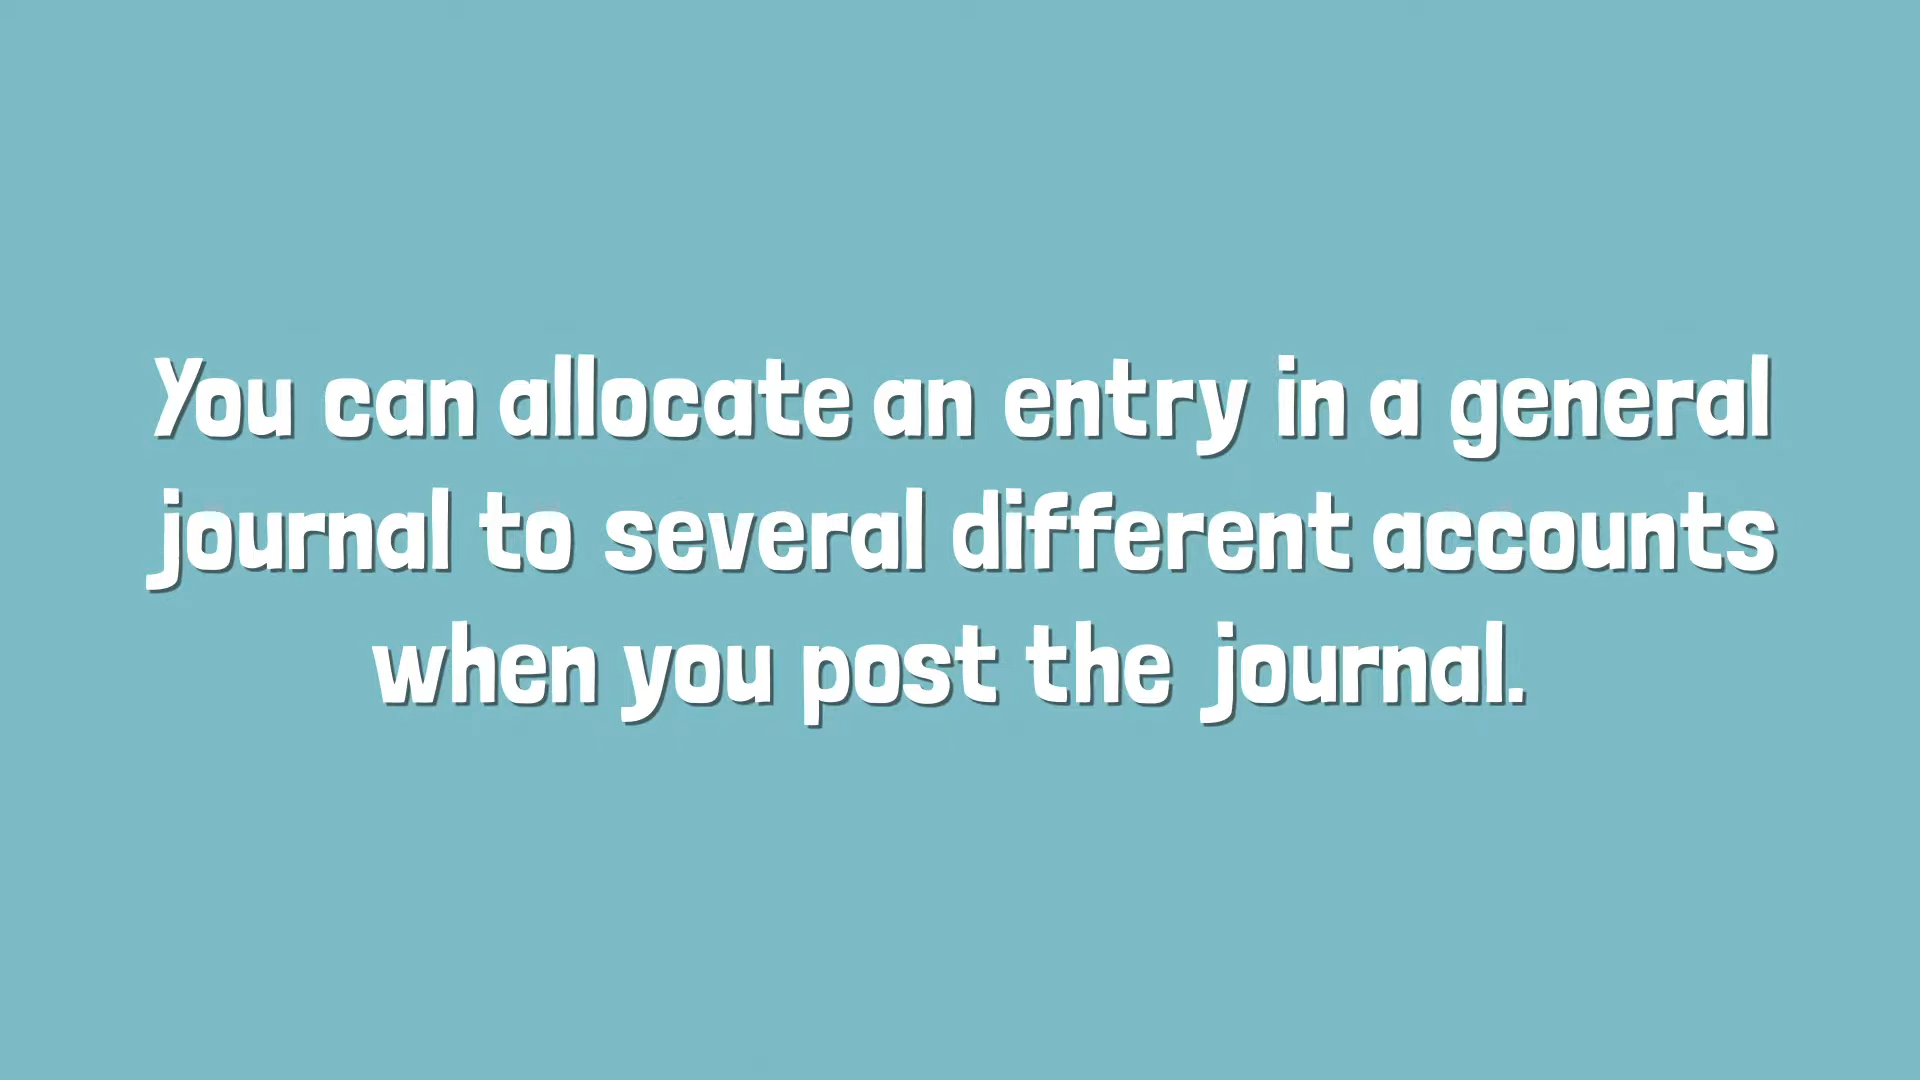 You can allocate an entry in a general
journal to several different accounts
when you post the journal.